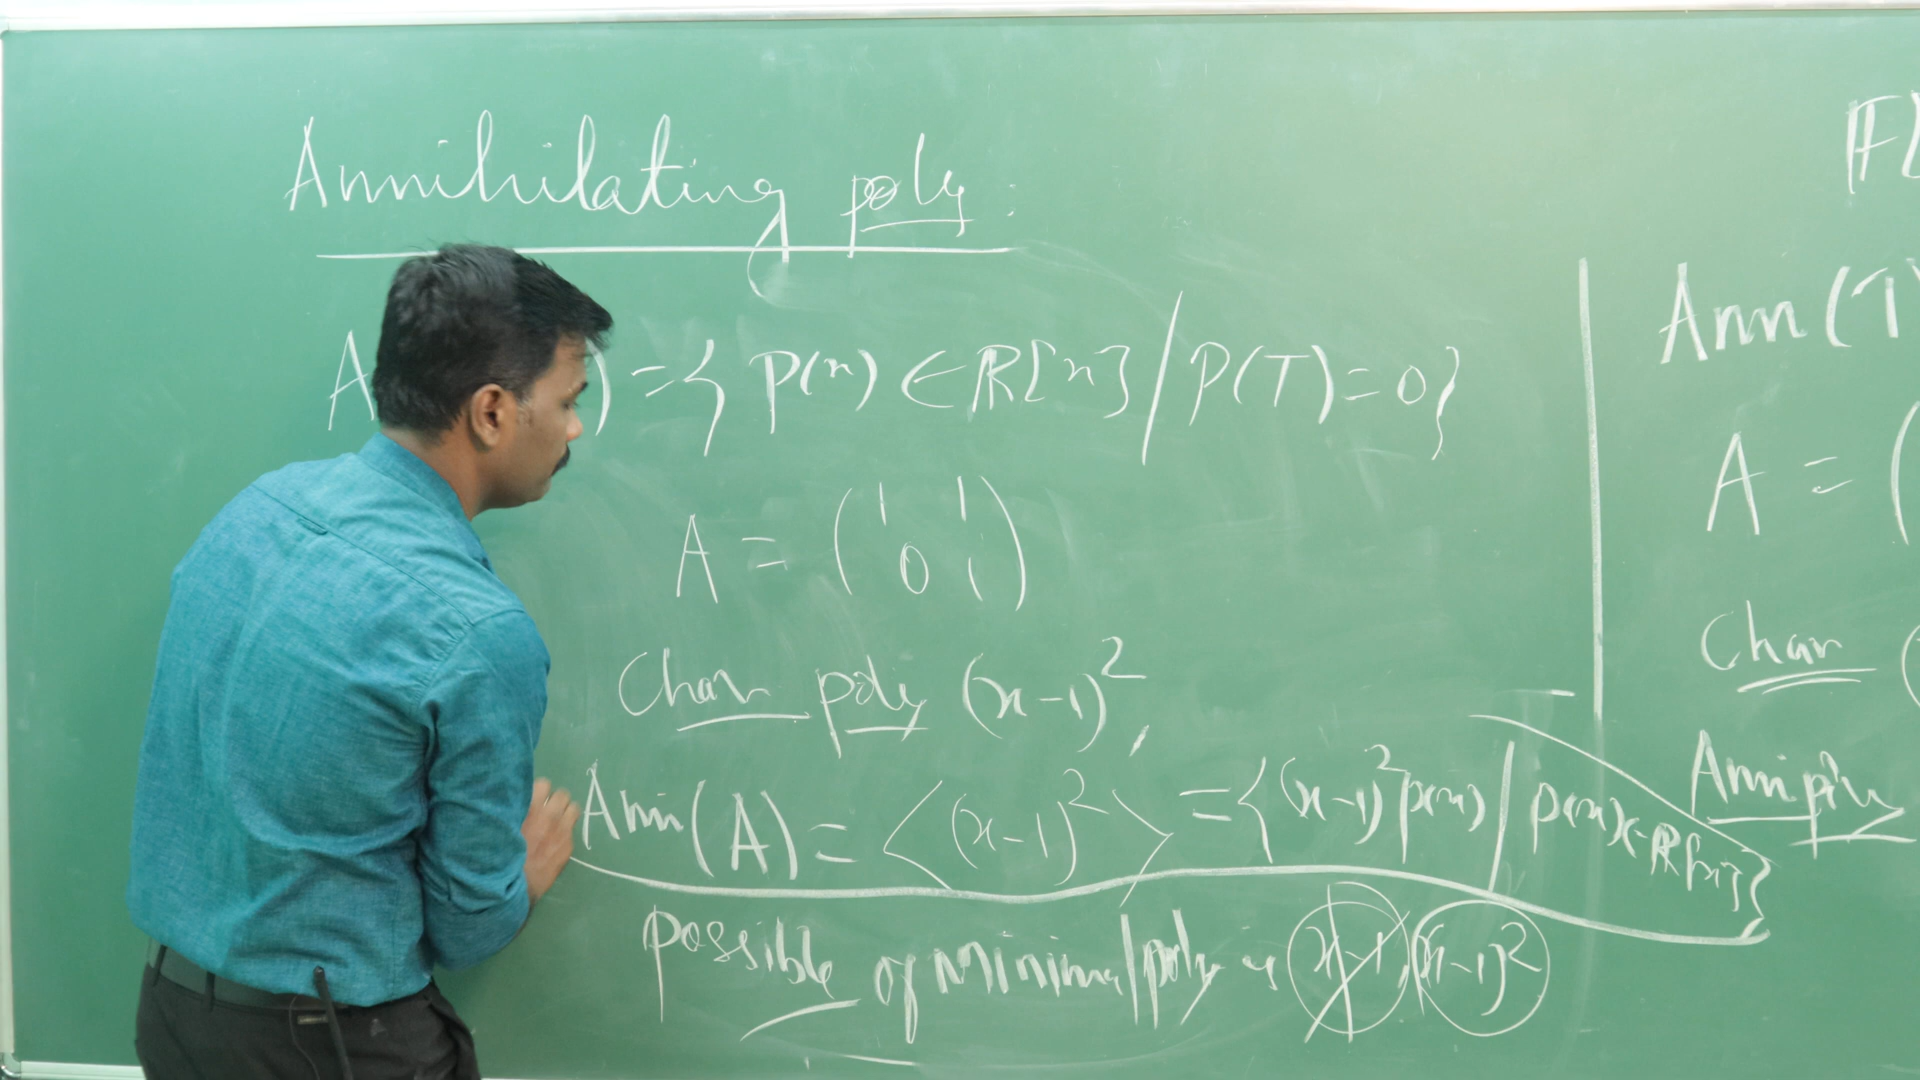 Annihilating poly:
A ) = { P(x) ∈ R[x] / P(T) = 0 }
A = ( 1 1
0 1 )
Char poly (x-1)²,
Ann(A) = < (x-1)² > = { (x-1)² p(x) / p(x) ∈ R[x] }
possible of Minimal poly is x-1, (x-1)²
Ann (T
A = (
Char (
Ann poly